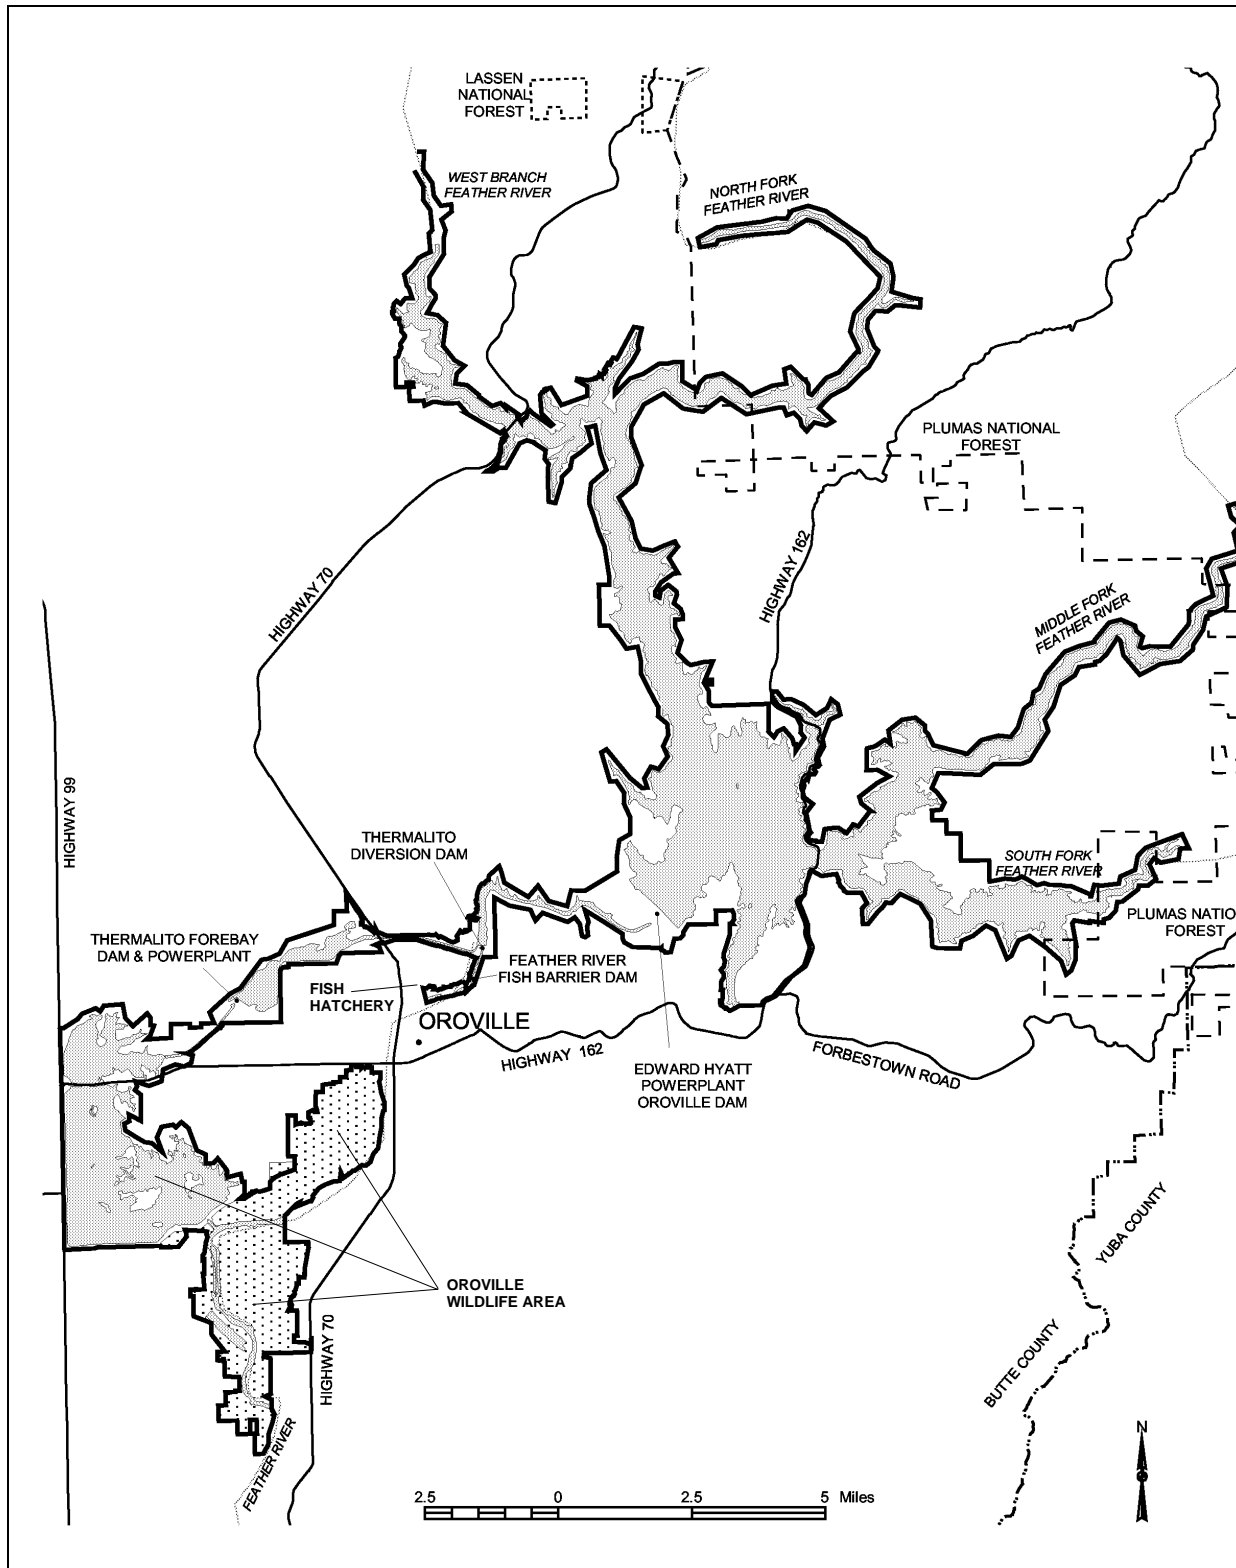 LASSEN
NATIONAL
FOREST
WEST BRANCH
FEATHER RIVER
NORTH FORK
FEATHER RIVER
PLUMAS NATIONAL
FOREST
HIGHWAY 70
HIGHWAY 162
MIDDLE FORK
FEATHER RIVER
HIGHWAY 99
THERMALITO
DIVERSION DAM
SOUTH FORK
FEATHER RIVER
PLUMAS NATIO
FOREST
THERMALITO FOREBAY
DAM & POWERPLANT
FEATHER RIVER
FISH BARRIER DAM
FISH
HATCHERY
OROVILLE
HIGHWAY 162
FORBESTOWN ROAD
EDWARD HYATT
POWERPLANT
OROVILLE DAM
YUBA COUNTY
OROVILLE
WILDLIFE AREA
HIGHWAY 70
BUTTE COUNTY
FEATHER RIVER
N
2.5 0 2.5 5 Miles